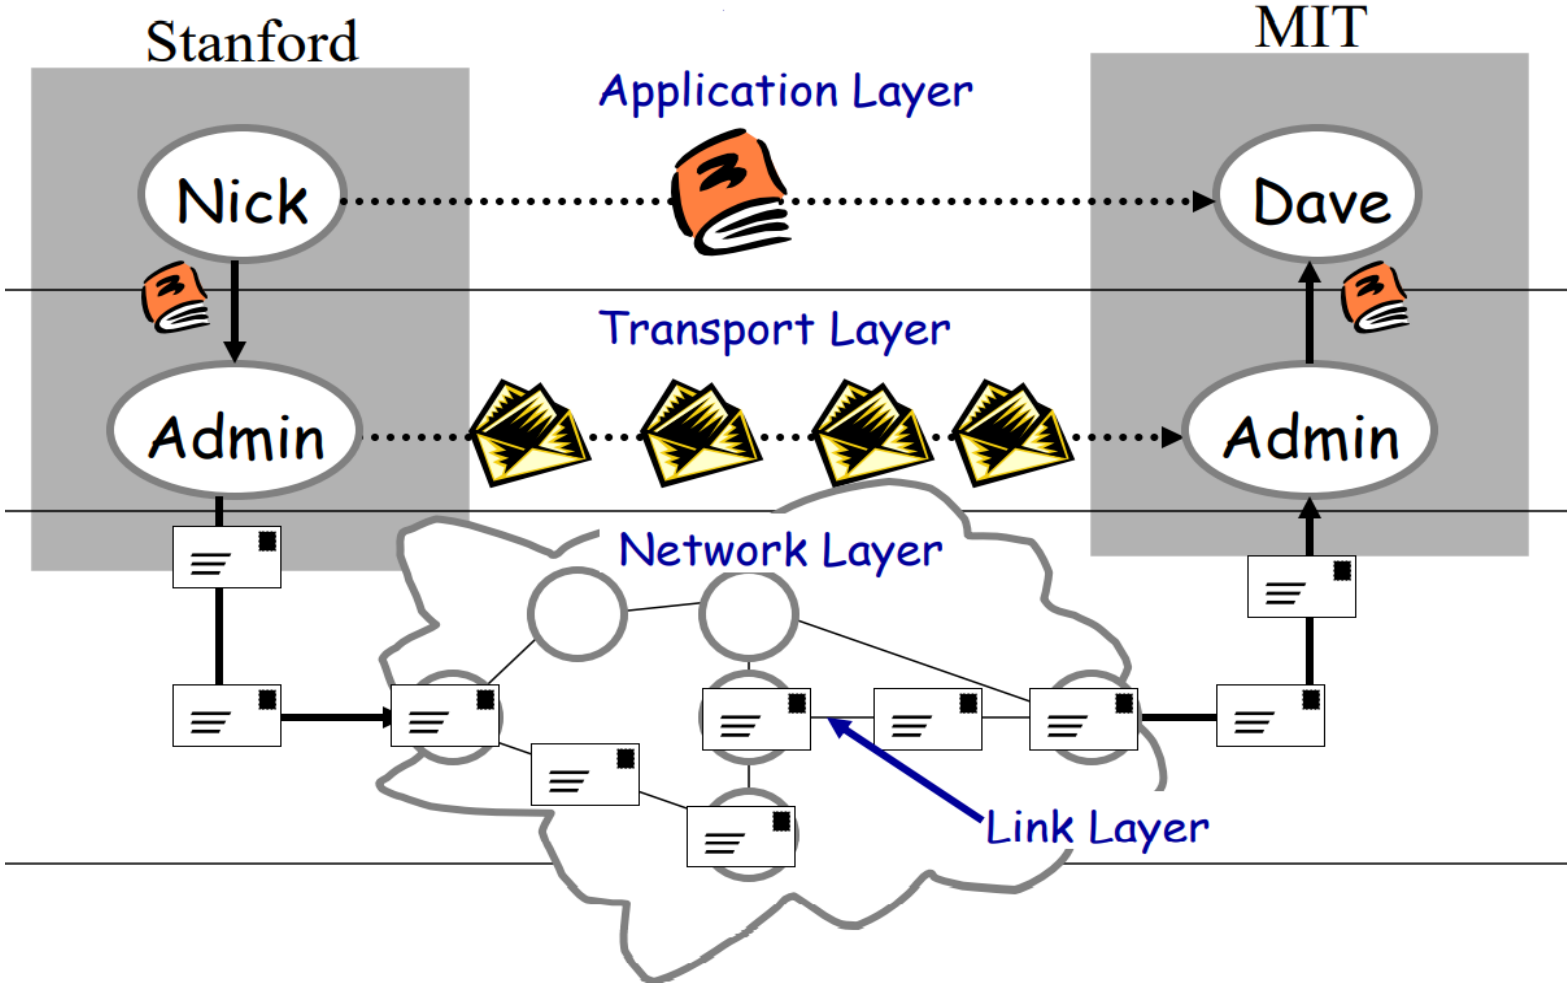 Stanford
MIT
Application Layer
Nick
Dave
Transport Layer
Admin
Admin
Network Layer
Link Layer